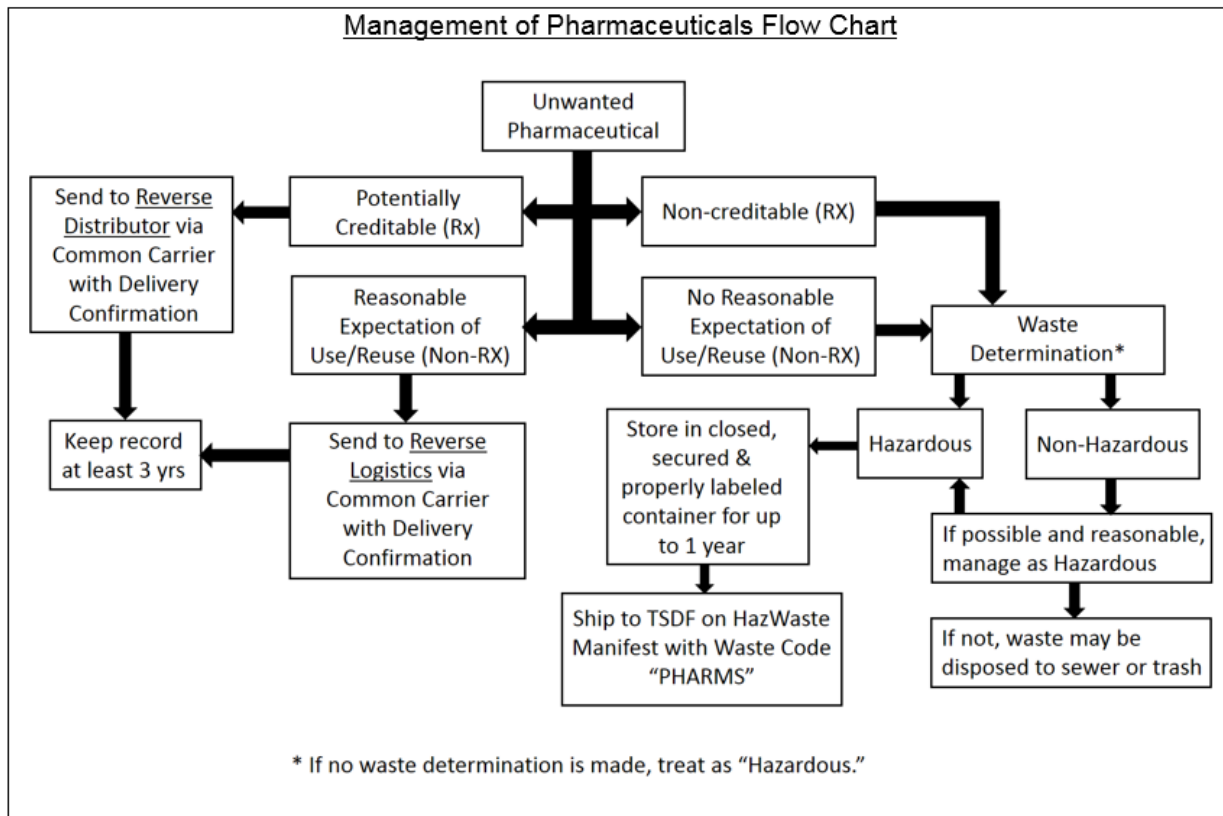 Management of Pharmaceuticals Flow Chart
Unwanted
Pharmaceutical
Send to Reverse
Distributor via
Common Carrier
with Delivery
Confirmation
Potentially
Creditable (Rx)
Non-creditable (RX)
Reasonable
Expectation of
Use/Reuse (Non-RX)
No Reasonable
Expectation of
Use/Reuse (Non-RX)
Waste
Determination*
Keep record
at least 3 yrs
Send to Reverse
Logistics via
Common Carrier
with Delivery
Confirmation
Store in closed,
secured &
properly labeled
container for up
to 1 year
Hazardous
Non-Hazardous
If possible and reasonable,
manage as Hazardous
Ship to TSDF on HazWaste
Manifest with Waste Code
“PHARMS”
If not, waste may be
disposed to sewer or trash
* If no waste determination is made, treat as “Hazardous.”